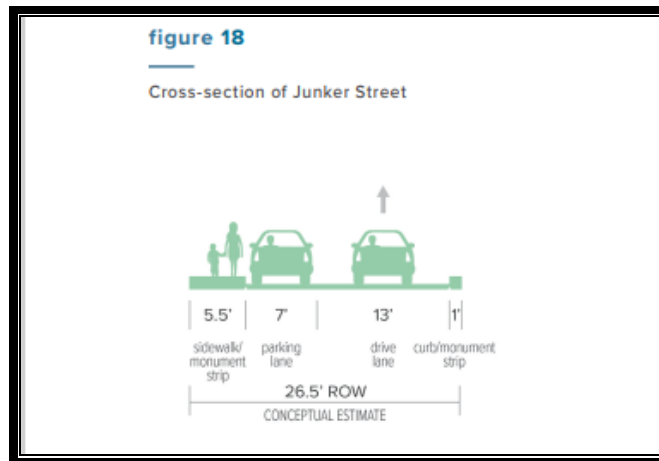 figure 18
Cross-section of Junker Street
5.5' 7' 13' 1'
sidewalk/ monument strip
parking lane
drive lane
curb/monument strip
26.5' ROW
CONCEPTUAL ESTIMATE